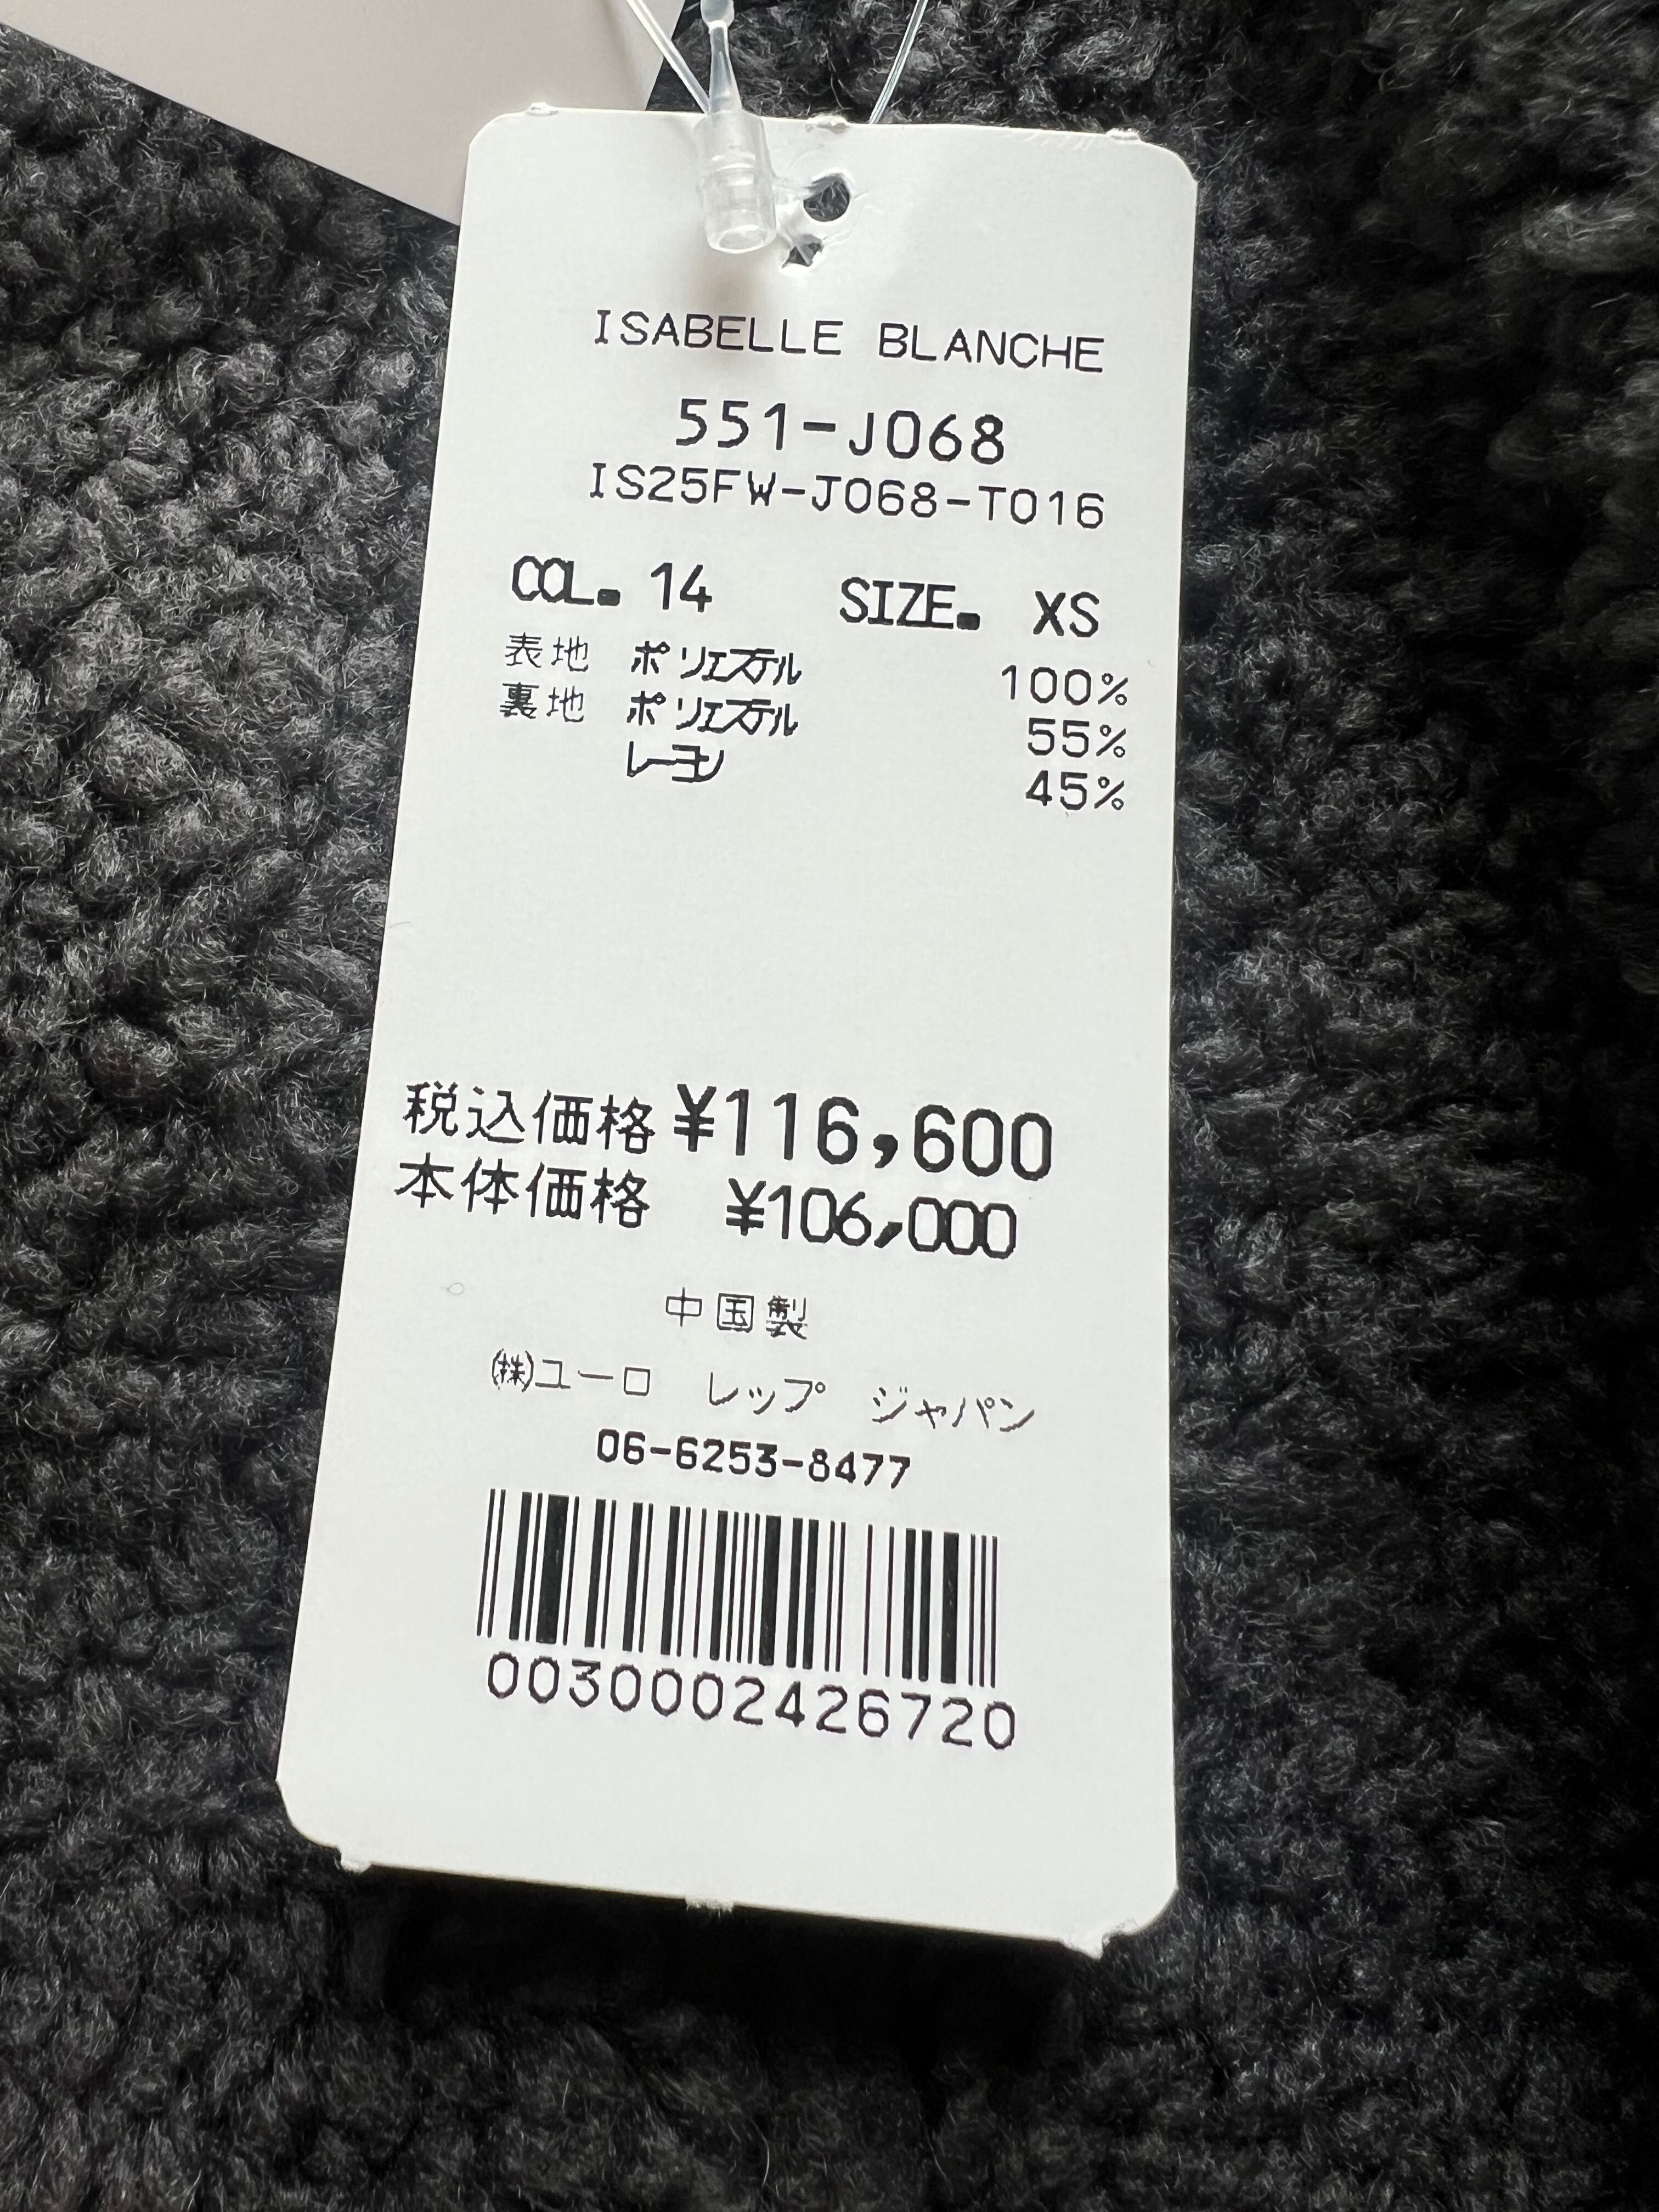 ISABELLE BLANCHE
551-J068
IS25FW-J068-T016
COL. 14 SIZE. XS
表地 ポリエステル 100%
裏地 ポリエステル 55%
レーヨン 45%
税込価格 ¥116,600
本体価格 ¥106,000
中国製
㈱ユーロ レップ ジャパン
06-6253-8477
0030002426720